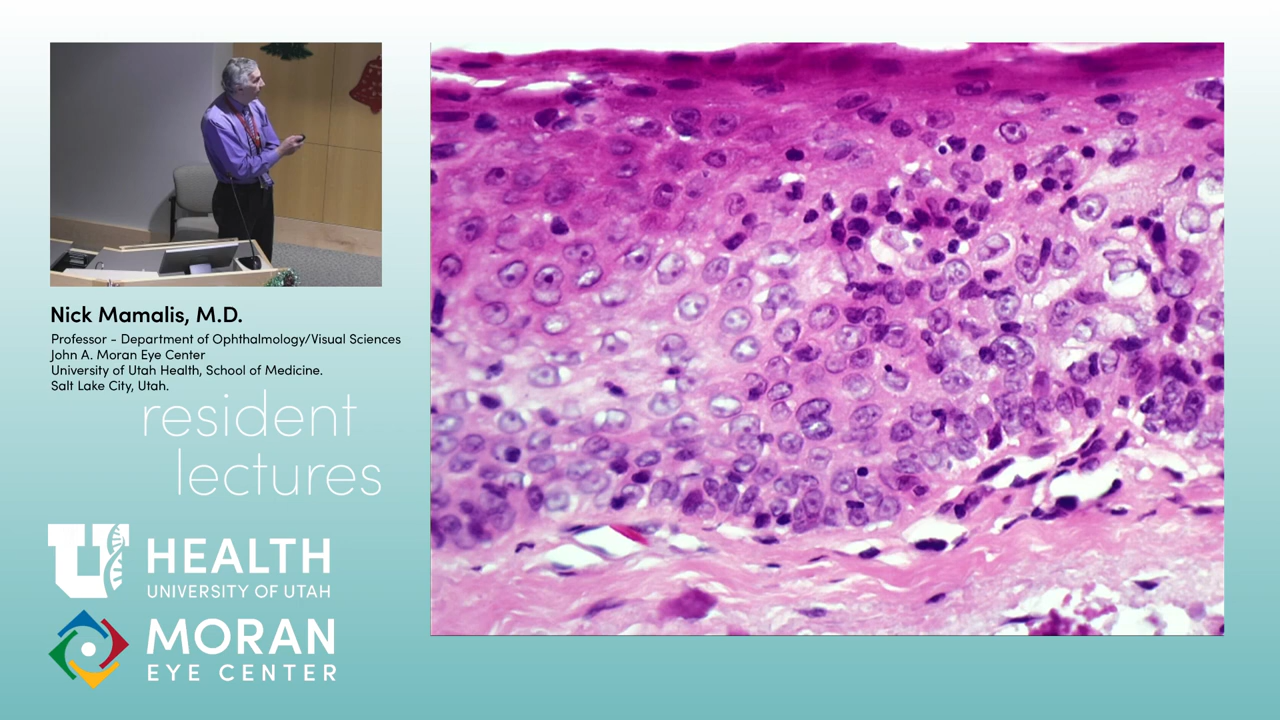 Nick Mamalis, M.D.
Professor - Department of Ophthalmology/Visual Sciences
John A. Moran Eye Center
University of Utah Health, School of Medicine.
Salt Lake City, Utah.
resident
lectures
U HEALTH
UNIVERSITY OF UTAH
MORAN
EYE CENTER